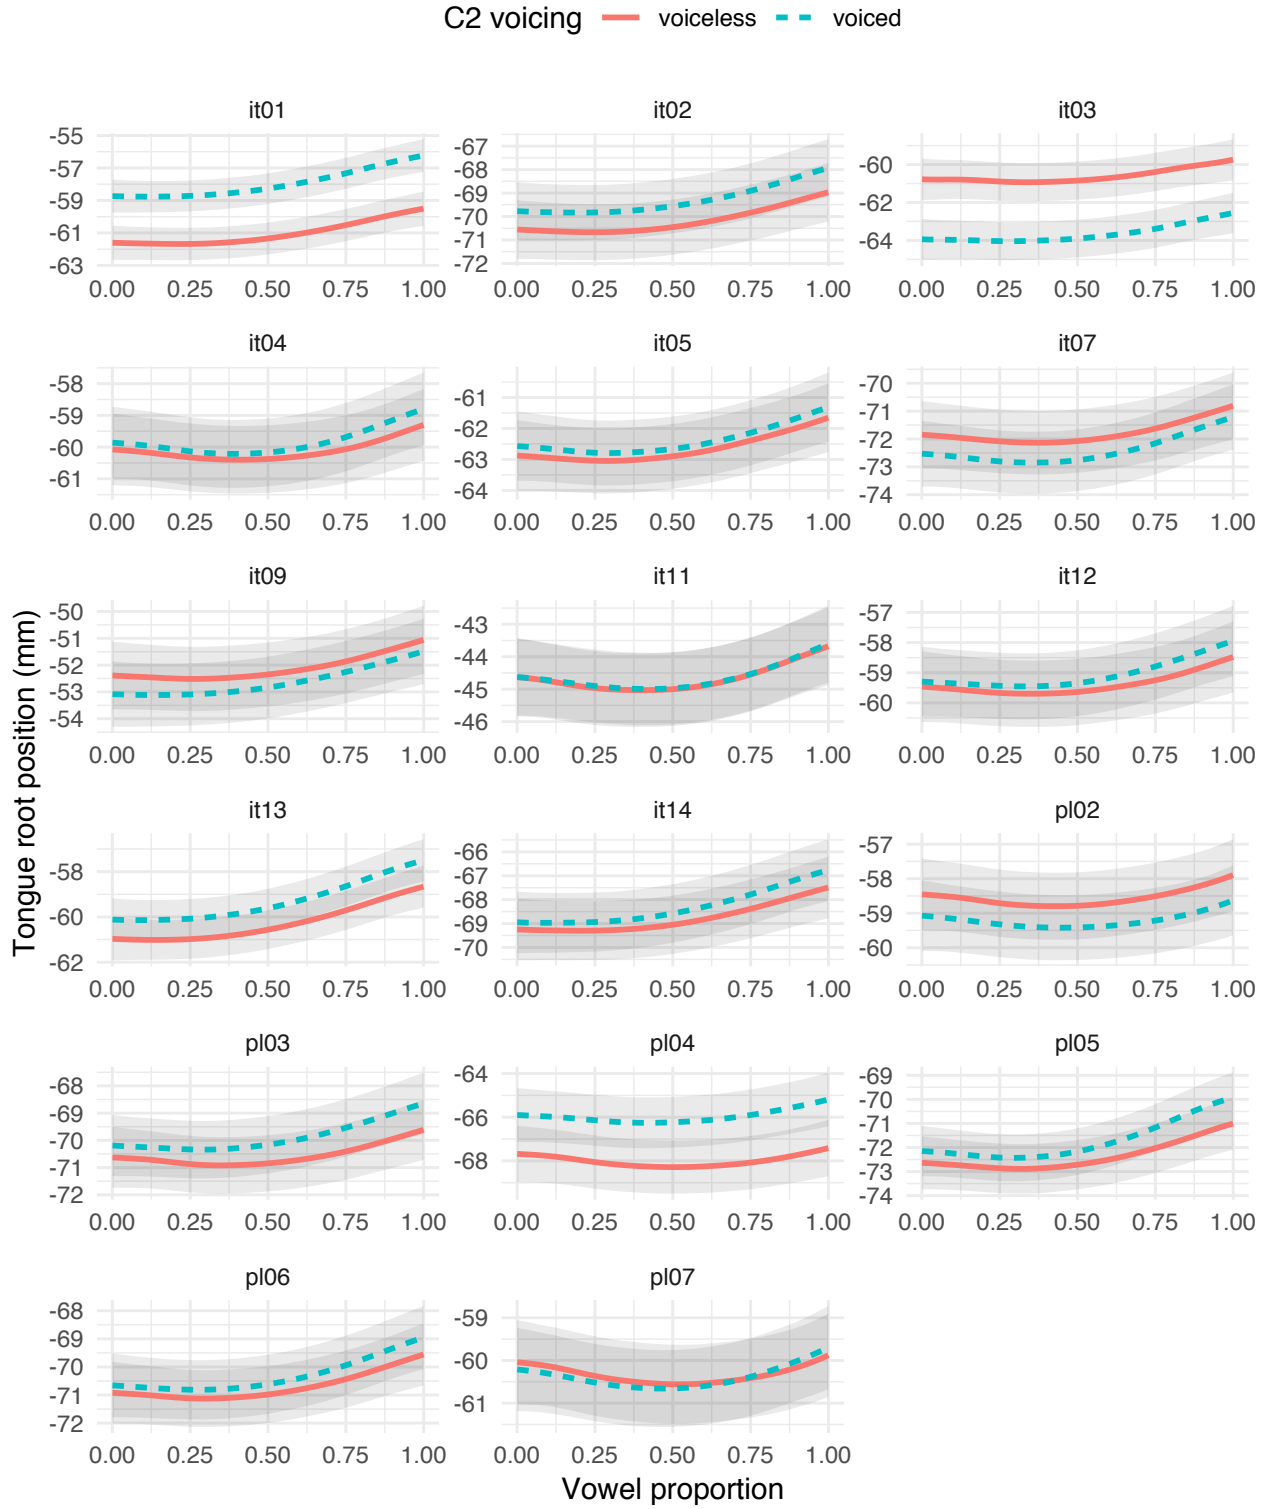 C2 voicing voiceless voiced
it01 it02 it03
-55 -57 -59 -61 -63
-67 -68 -69 -70 -71 -72
-60 -62 -64
0.00 0.25 0.50 0.75 1.00 0.00 0.25 0.50 0.75 1.00 0.00 0.25 0.50 0.75 1.00
it04 it05 it07
-58 -59 -60 -61
-61 -62 -63 -64
-70 -71 -72 -73 -74
0.00 0.25 0.50 0.75 1.00 0.00 0.25 0.50 0.75 1.00 0.00 0.25 0.50 0.75 1.00
it09 it11 it12
-50 -51 -52 -53 -54
-43 -44 -45 -46
-57 -58 -59 -60
0.00 0.25 0.50 0.75 1.00 0.00 0.25 0.50 0.75 1.00 0.00 0.25 0.50 0.75 1.00
Tongue root position (mm)
it13 it14 pl02
-58 -60 -62
-66 -67 -68 -69 -70
-57 -58 -59 -60
0.00 0.25 0.50 0.75 1.00 0.00 0.25 0.50 0.75 1.00 0.00 0.25 0.50 0.75 1.00
pl03 pl04 pl05
-68 -69 -70 -71 -72
-64 -66 -68
-69 -70 -71 -72 -73 -74
0.00 0.25 0.50 0.75 1.00 0.00 0.25 0.50 0.75 1.00 0.00 0.25 0.50 0.75 1.00
pl06 pl07
-68 -69 -70 -71 -72
-59 -60 -61
0.00 0.25 0.50 0.75 1.00 0.00 0.25 0.50 0.75 1.00
Vowel proportion